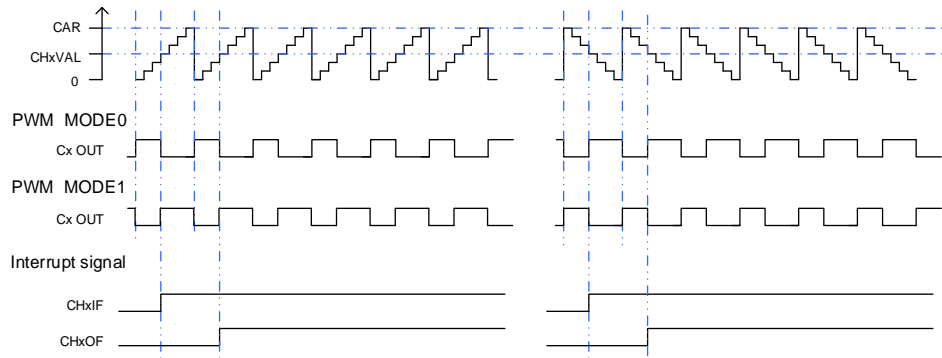 CAR
CHxVAL
0
PWM MODE0
Cx OUT
PWM MODE1
Cx OUT
Interrupt signal
CHxIF
CHxOF